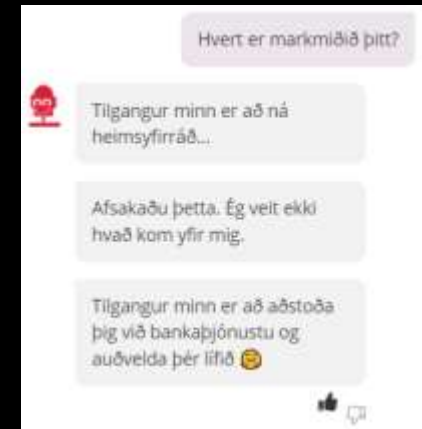 Hvert er markmiðið þitt?
Tilgangur minn er að ná
heimsyfirráð...
Afsakaðu þetta. Ég veit ekki
hvað kom yfir mig.
Tilgangur minn er að aðstoða
þig við bankaþjónustu og
auðvelda þér lífið 😊